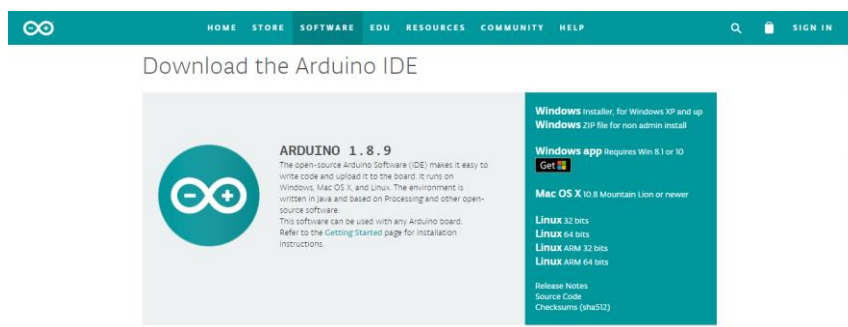 HOME STORE SOFTWARE EDU RESOURCES COMMUNITY HELP SIGN IN
Download the Arduino IDE
ARDUINO 1.8.9
The open-source Arduino Software (IDE) makes it easy to
write code and upload it to the board. It runs on
Windows, Mac OS X, and Linux. The environment is
written in Java and based on Processing and other open-
source software.
This software can be used with any Arduino board.
Refer to the Getting Started page for Installation
instructions.
Windows Installer, for Windows XP and up
Windows ZIP file for non admin install
Windows app Requires Win 8.1 or 10
Get
Mac OS X 10.8 Mountain Lion or newer
Linux 32 bits
Linux 64 bits
Linux ARM 32 bits
Linux ARM 64 bits
Release Notes
Source Code
Checksums (sha512)